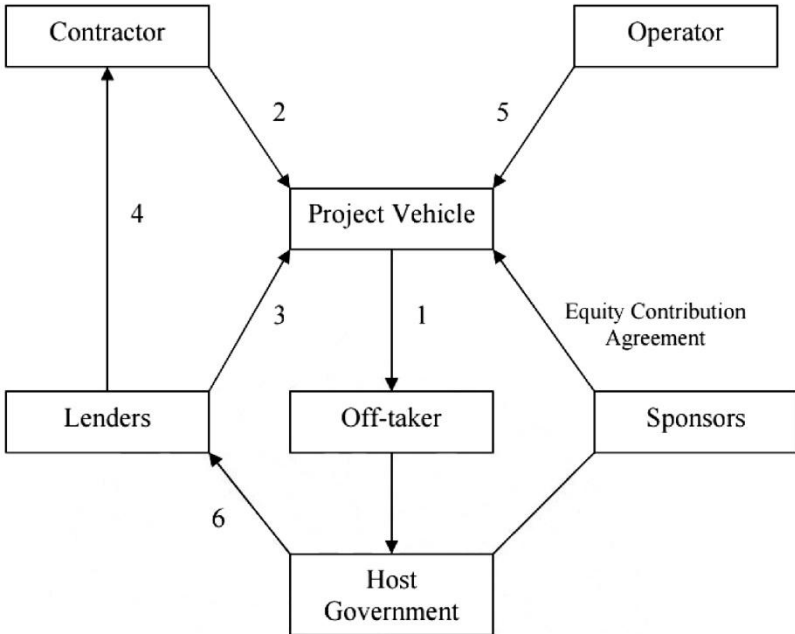 Contractor
Operator
2
5
Project Vehicle
4
3
1
Equity Contribution
Agreement
Lenders
Off-taker
Sponsors
6
Host
Government